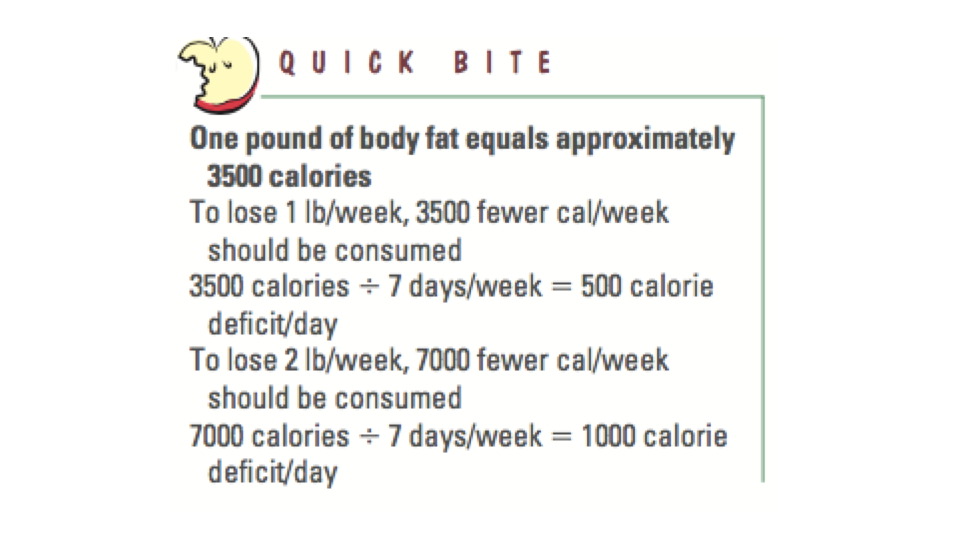 QUICK BITE
One pound of body fat equals approximately
3500 calories
To lose 1 lb/week, 3500 fewer cal/week
should be consumed
3500 calories ÷ 7 days/week = 500 calorie
deficit/day
To lose 2 lb/week, 7000 fewer cal/week
should be consumed
7000 calories ÷ 7 days/week = 1000 calorie
deficit/day